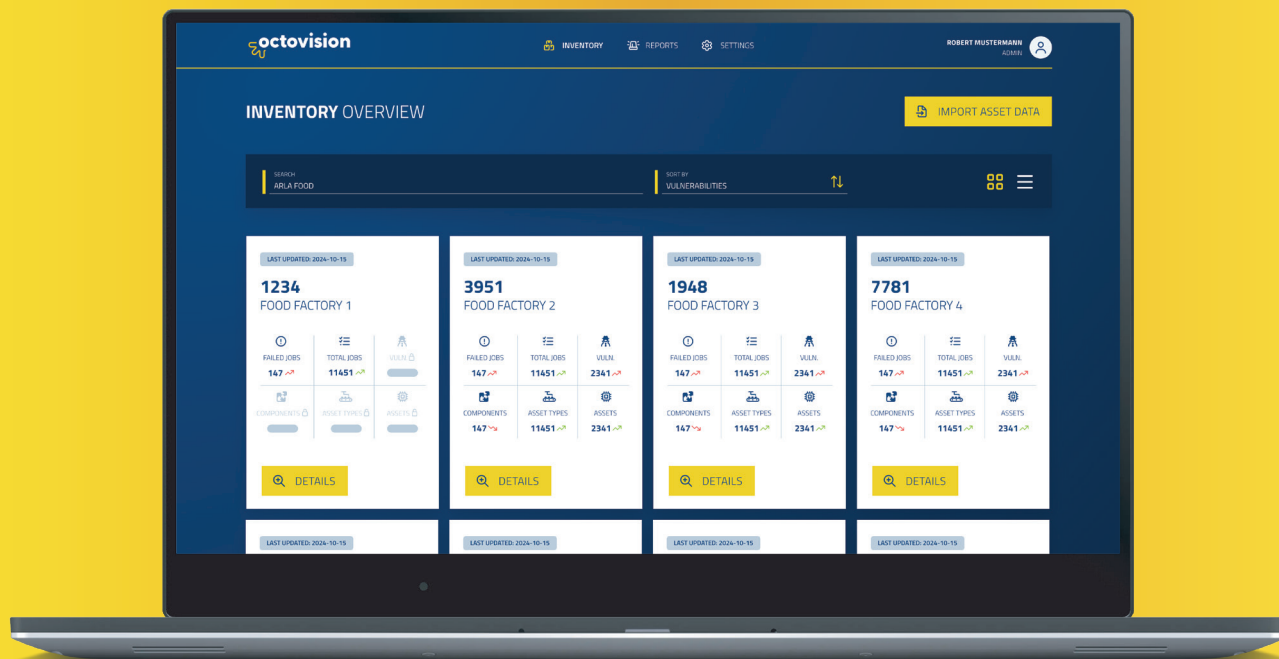 octovision
INVENTORY REPORTS SETTINGS
ROBERT MUSTERMANN
ADMIN
INVENTORY OVERVIEW
IMPORT ASSET DATA
SEARCH
ARLA FOOD
SORT BY
VULNERABILITIES
LAST UPDATED: 2024-10-15
1234
FOOD FACTORY 1
FAILED JOBS TOTAL JOBS VULN.
147 11451
COMPONENTS ASSET TYPES ASSETS
DETAILS
LAST UPDATED: 2024-10-15
3951
FOOD FACTORY 2
FAILED JOBS TOTAL JOBS VULN.
147 11451 2341
COMPONENTS ASSET TYPES ASSETS
147 11451 2341
DETAILS
LAST UPDATED: 2024-10-15
1948
FOOD FACTORY 3
FAILED JOBS TOTAL JOBS VULN.
147 11451 2341
COMPONENTS ASSET TYPES ASSETS
147 11451 2341
DETAILS
LAST UPDATED: 2024-10-15
7781
FOOD FACTORY 4
FAILED JOBS TOTAL JOBS VULN.
147 11451 2341
COMPONENTS ASSET TYPES ASSETS
147 11451 2341
DETAILS
LAST UPDATED: 2024-10-15
LAST UPDATED: 2024-10-15
LAST UPDATED: 2024-10-15
LAST UPDATED: 2024-10-15